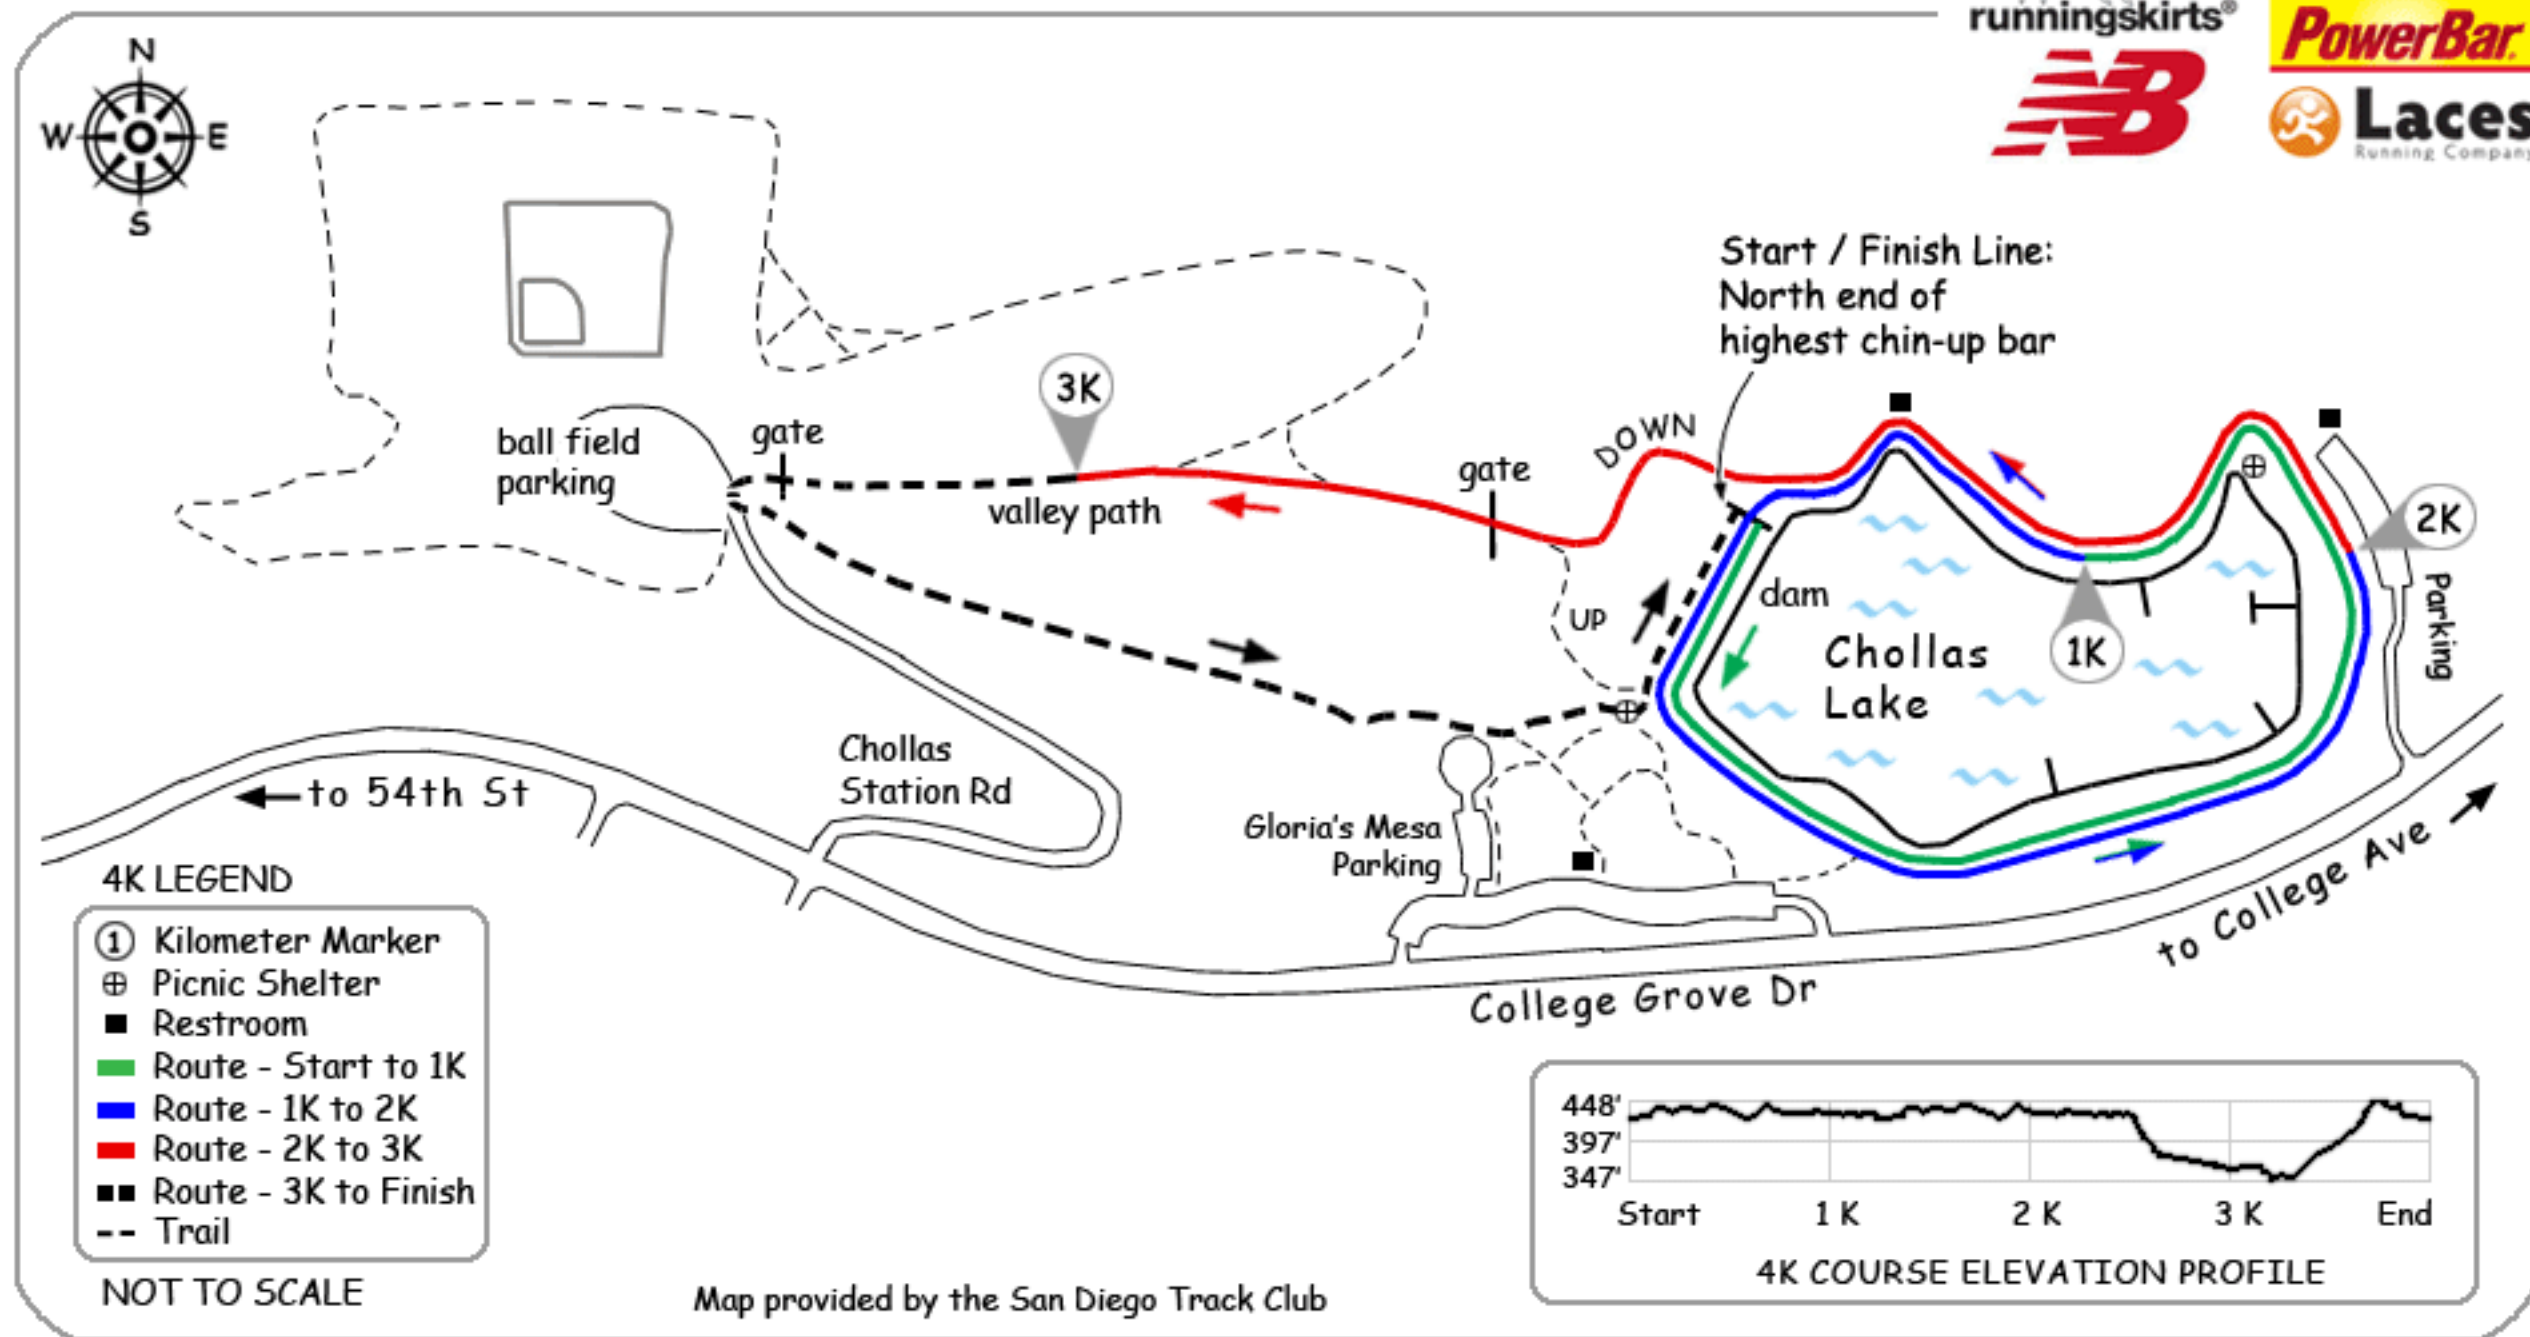 runningskirts®
PowerBar
NB
Laces
Running Company
N
W
E
S
Start / Finish Line:
North end of
highest chin-up bar
3K
DOWN
ball field
parking
gate
gate
valley path
2K
Parking
UP
dam
1K
Chollas
Lake
Chollas
Station Rd
to 54th St
Gloria's Mesa
Parking
to College Ave
College Grove Dr
4K LEGEND
1 Kilometer Marker
Picnic Shelter
Restroom
Route - Start to 1K
Route - 1K to 2K
Route - 2K to 3K
Route - 3K to Finish
Trail
NOT TO SCALE
Map provided by the San Diego Track Club
448'
397'
347'
Start 1 K 2 K 3 K End
4K COURSE ELEVATION PROFILE